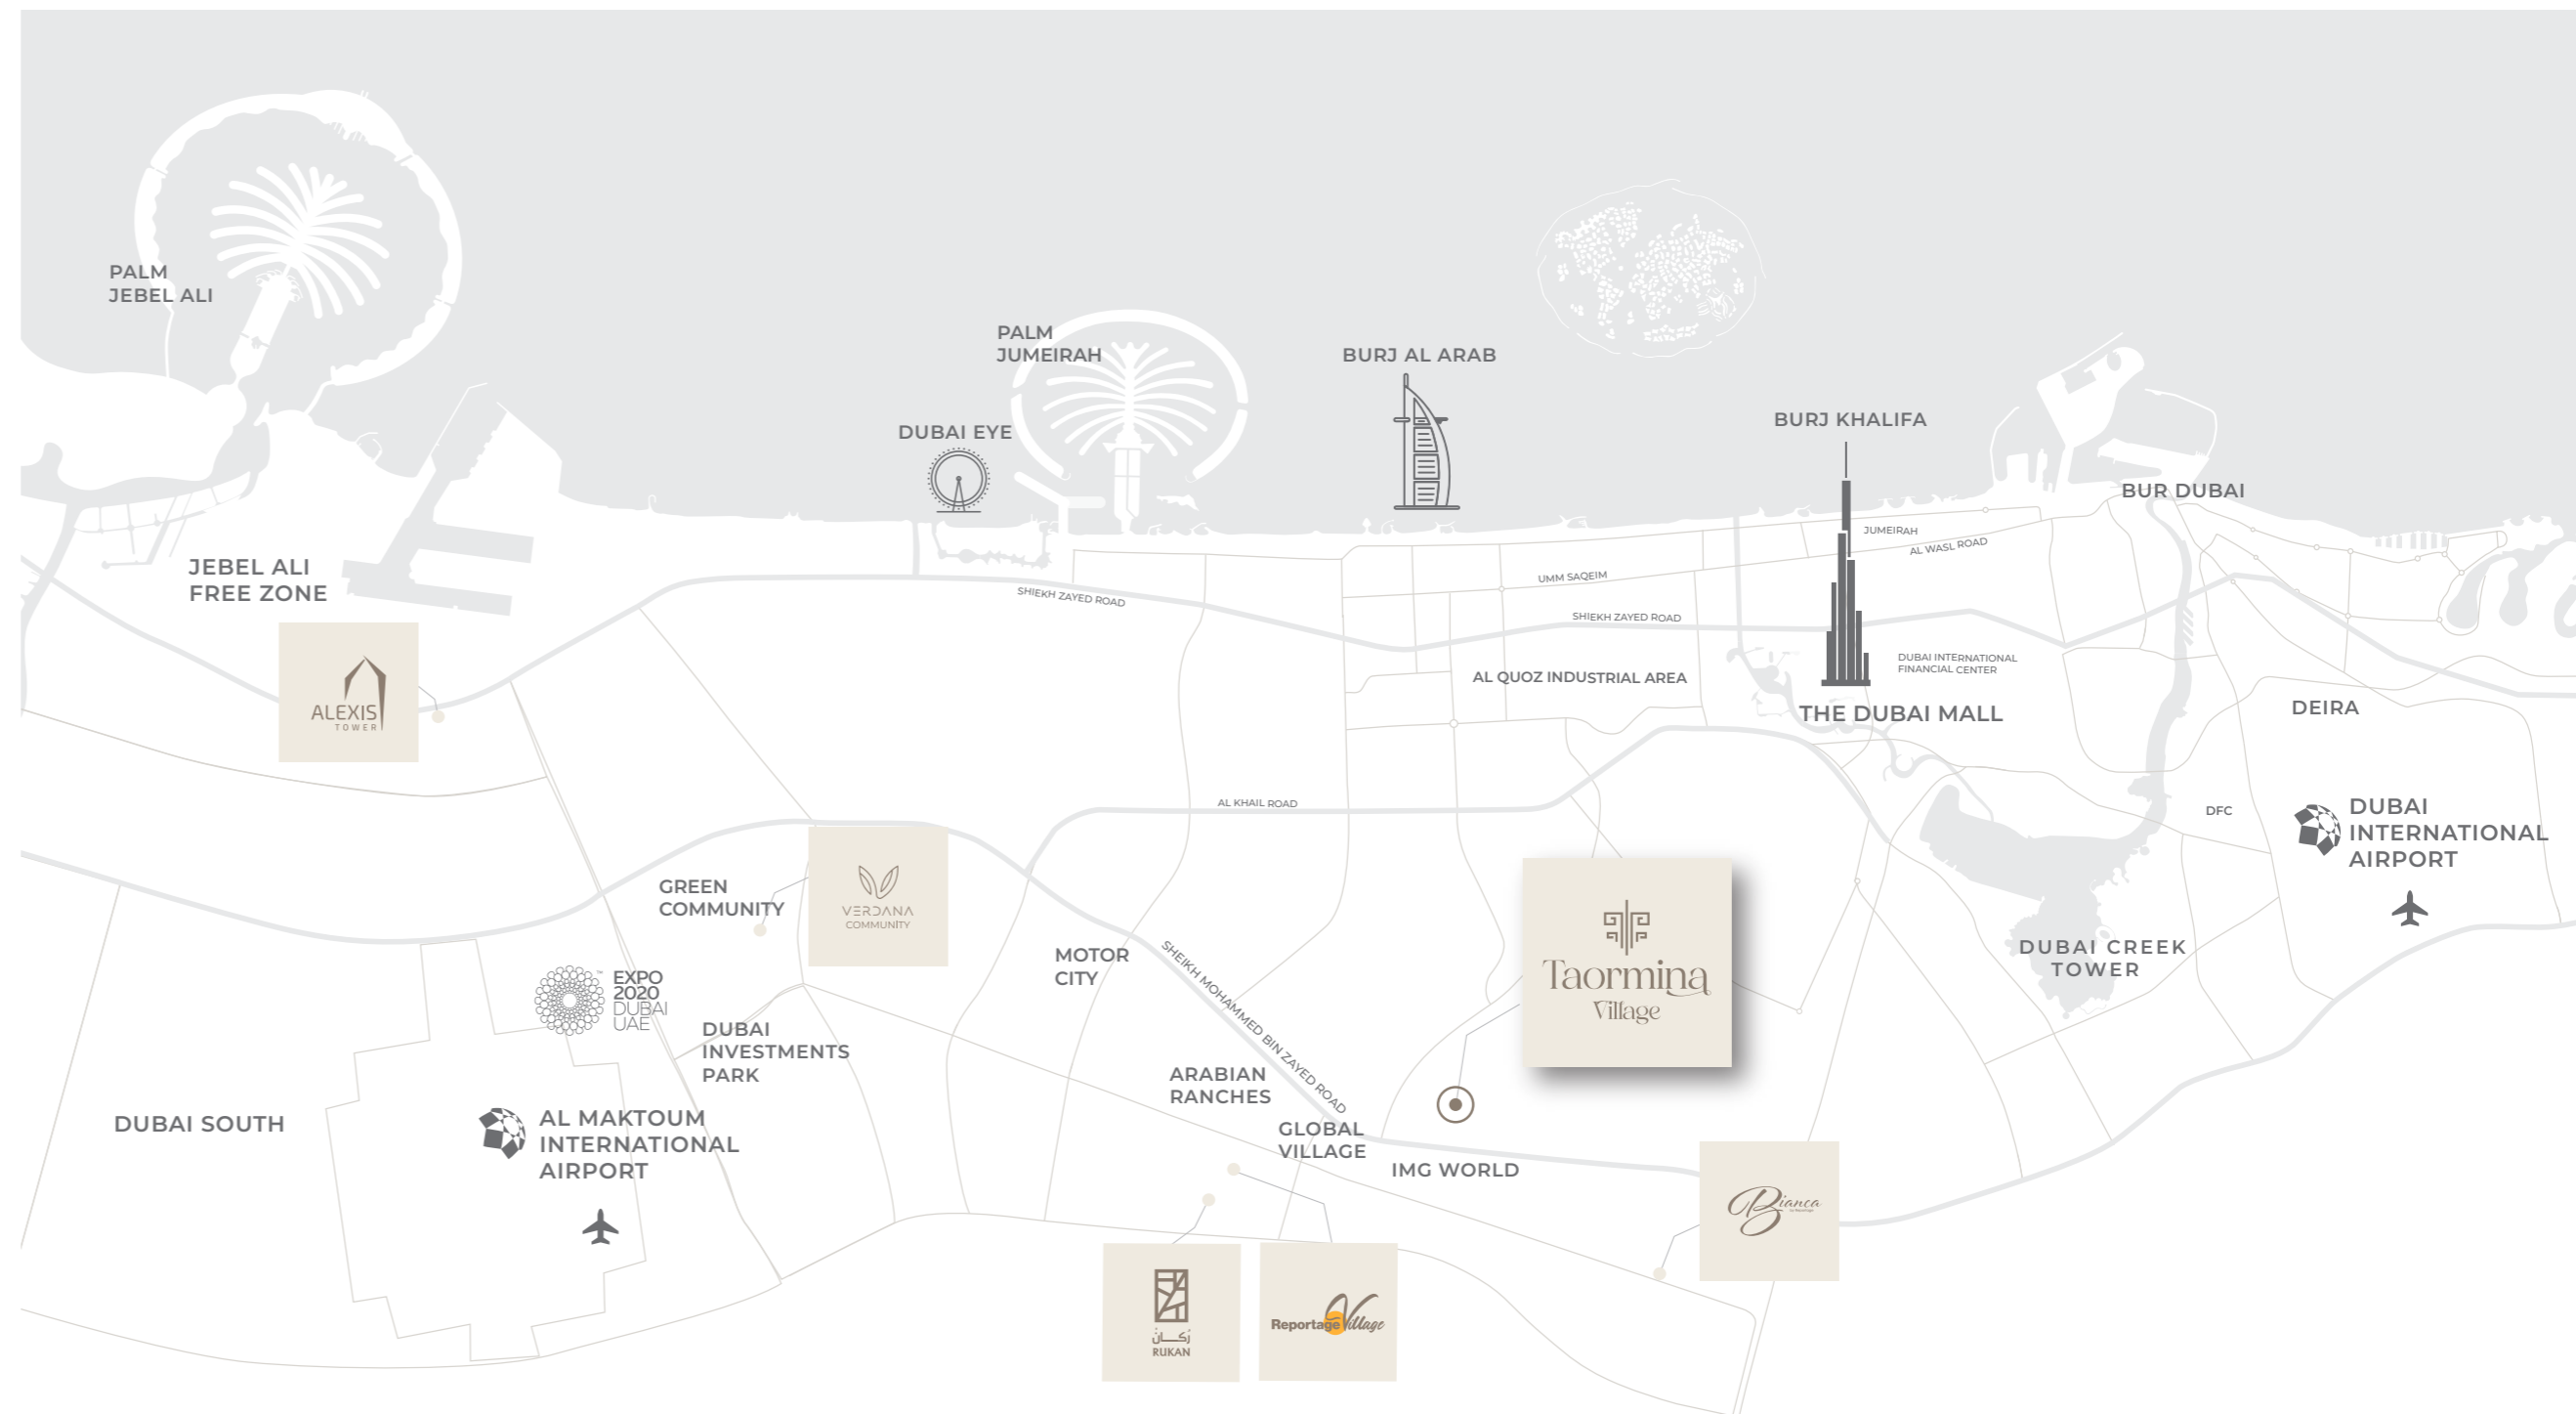 PALM
JEBEL ALI
PALM
JUMEIRAH
BURJ AL ARAB
DUBAI EYE
BURJ KHALIFA
BUR DUBAI
JUMEIRAH
AL WASL ROAD
JEBEL ALI
FREE ZONE
SHIEKH ZAYED ROAD
UMM SAQEIM
SHIEKH ZAYED ROAD
DUBAI INTERNATIONAL
FINANCIAL CENTER
AL QUOZ INDUSTRIAL AREA
ALEXIS
TOWER
THE DUBAI MALL
DEIRA
AL KHAIL ROAD
DFC
DUBAI
INTERNATIONAL
AIRPORT
GREEN
COMMUNITY
VERDANA
COMMUNITY
MOTOR
CITY
SHEIKH MOHAMMED BIN ZAYED ROAD
Taormina
Village
DUBAI CREEK
TOWER
EXPO
2020
DUBAI
UAE
DUBAI
INVESTMENTS
PARK
ARABIAN
RANCHES
DUBAI SOUTH
AL MAKTOUM
INTERNATIONAL
AIRPORT
GLOBAL
VILLAGE
IMG WORLD
Bianca
رُكــان
RUKAN
Reportage Village